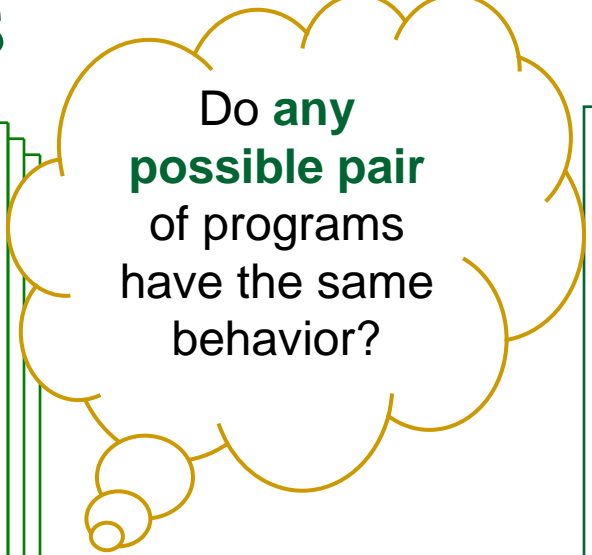 s
Do any
possible pair
of programs
have the same
behavior?